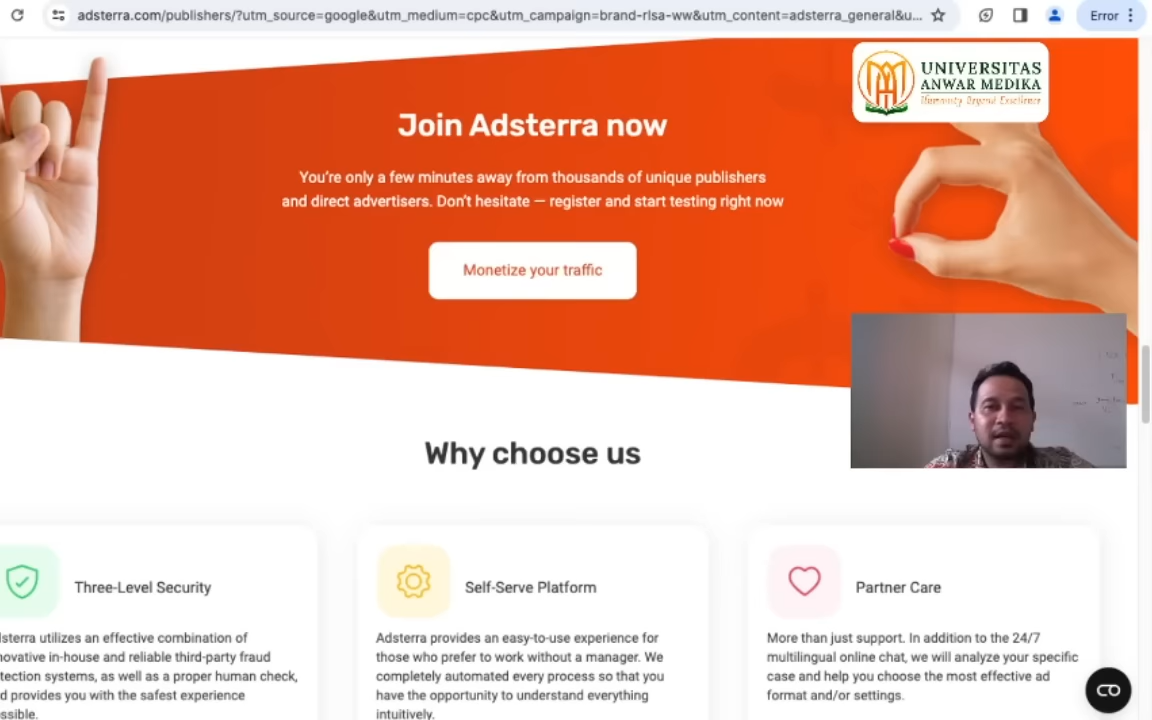 adsterra.com/publishers/?utm_source=google&utm_medium=cpc&utm_campaign=brand-rlsa-ww&utm_content=adsterra_general&u...
Error
UNIVERSITAS
ANWAR MEDIKA
Humanity Beyond Excellence
Join Adsterra now
You're only a few minutes away from thousands of unique publishers
and direct advertisers. Don't hesitate — register and start testing right now
Monetize your traffic
Why choose us
Three-Level Security
sterra utilizes an effective combination of
novative in-house and reliable third-party fraud
tection systems, as well as a proper human check,
d provides you with the safest experience
ssible.
Self-Serve Platform
Adsterra provides an easy-to-use experience for
those who prefer to work without a manager. We
completely automated every process so that you
have the opportunity to understand everything
intuitively.
Partner Care
More than just support. In addition to the 24/7
multilingual online chat, we will analyze your specific
case and help you choose the most effective ad
format and/or settings.